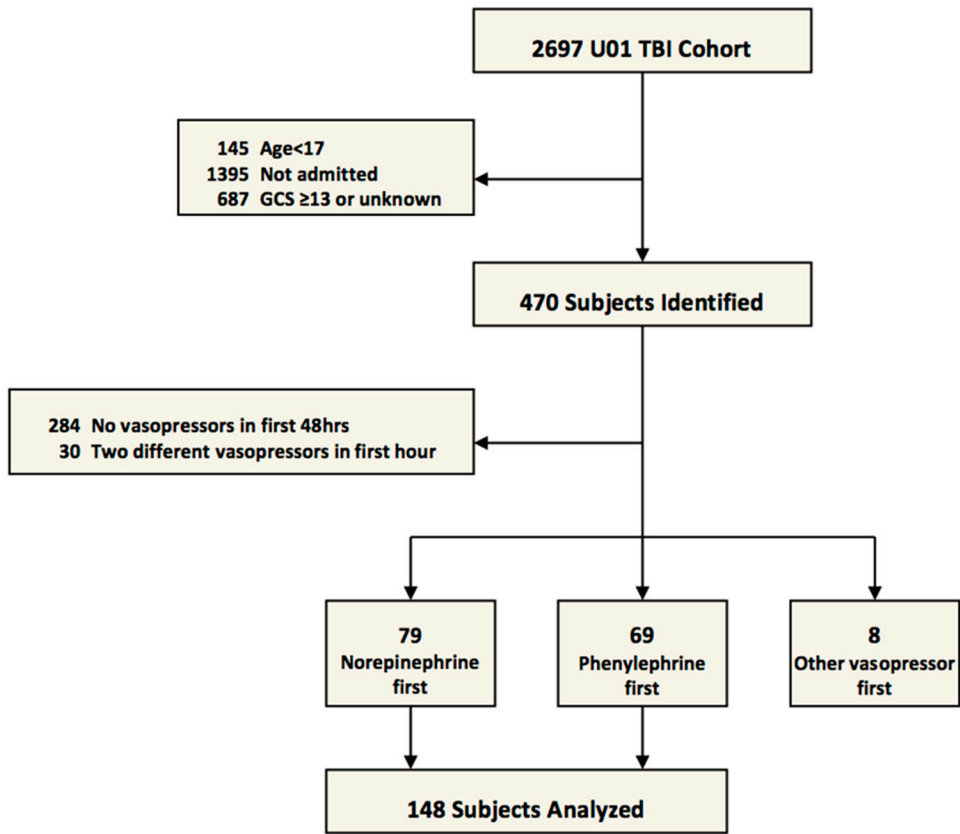 2697 U01 TBI Cohort
145 Age<17
1395 Not admitted
687 GCS ≥13 or unknown
470 Subjects Identified
284 No vasopressors in first 48hrs
30 Two different vasopressors in first hour
79
Norepinephrine
first
69
Phenylephrine
first
8
Other vasopressor
first
148 Subjects Analyzed